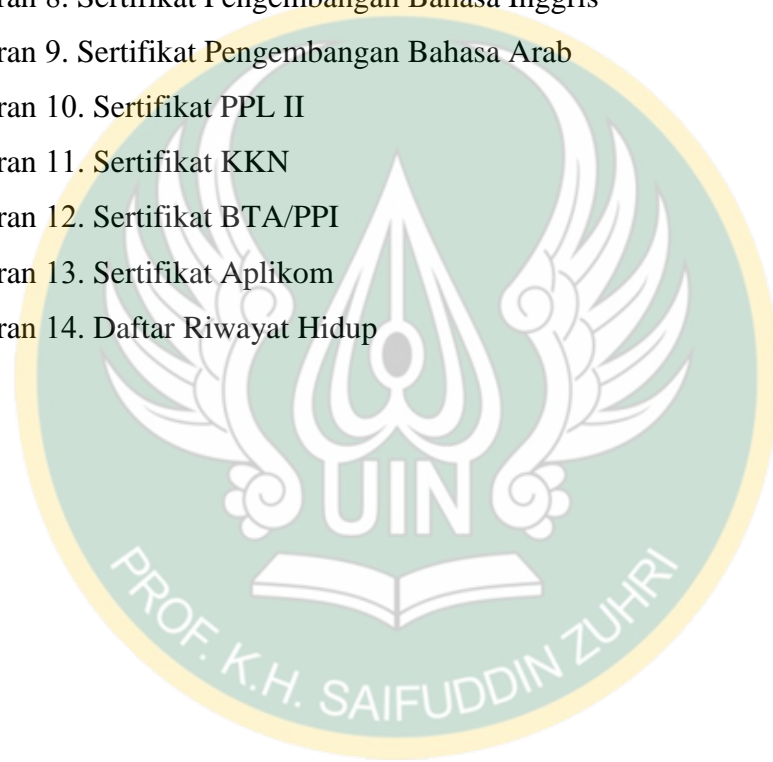 ran 8. Sertifikat Pengembangan Bahasa Inggris
ran 9. Sertifikat Pengembangan Bahasa Arab
ran 10. Sertifikat PPL II
ran 11. Sertifikat KKN
ran 12. Sertifikat BTA/PPI
ran 13. Sertifikat Aplikom
ran 14. Daftar Riwayat Hidup
UIN
PROF. K.H. SAIFUDDIN ZUHRI